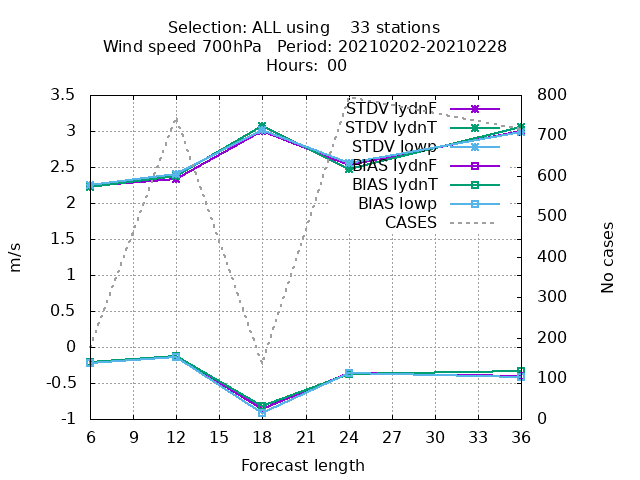 Selection: ALL using    33 stations
Wind speed 700hPa   Period: 20210202-20210228
Hours: 00
3.5
3
2.5
2
1.5
1
0.5
0
-0.5
-1
m/s
STDV lydnF
STDV lydnT
STDV lowp
BIAS lydnF
BIAS lydnT
BIAS lowp
CASES
800
700
600
500
400
300
200
100
0
No cases
6 9 12 15 18 21 24 27 30 33 36
Forecast length